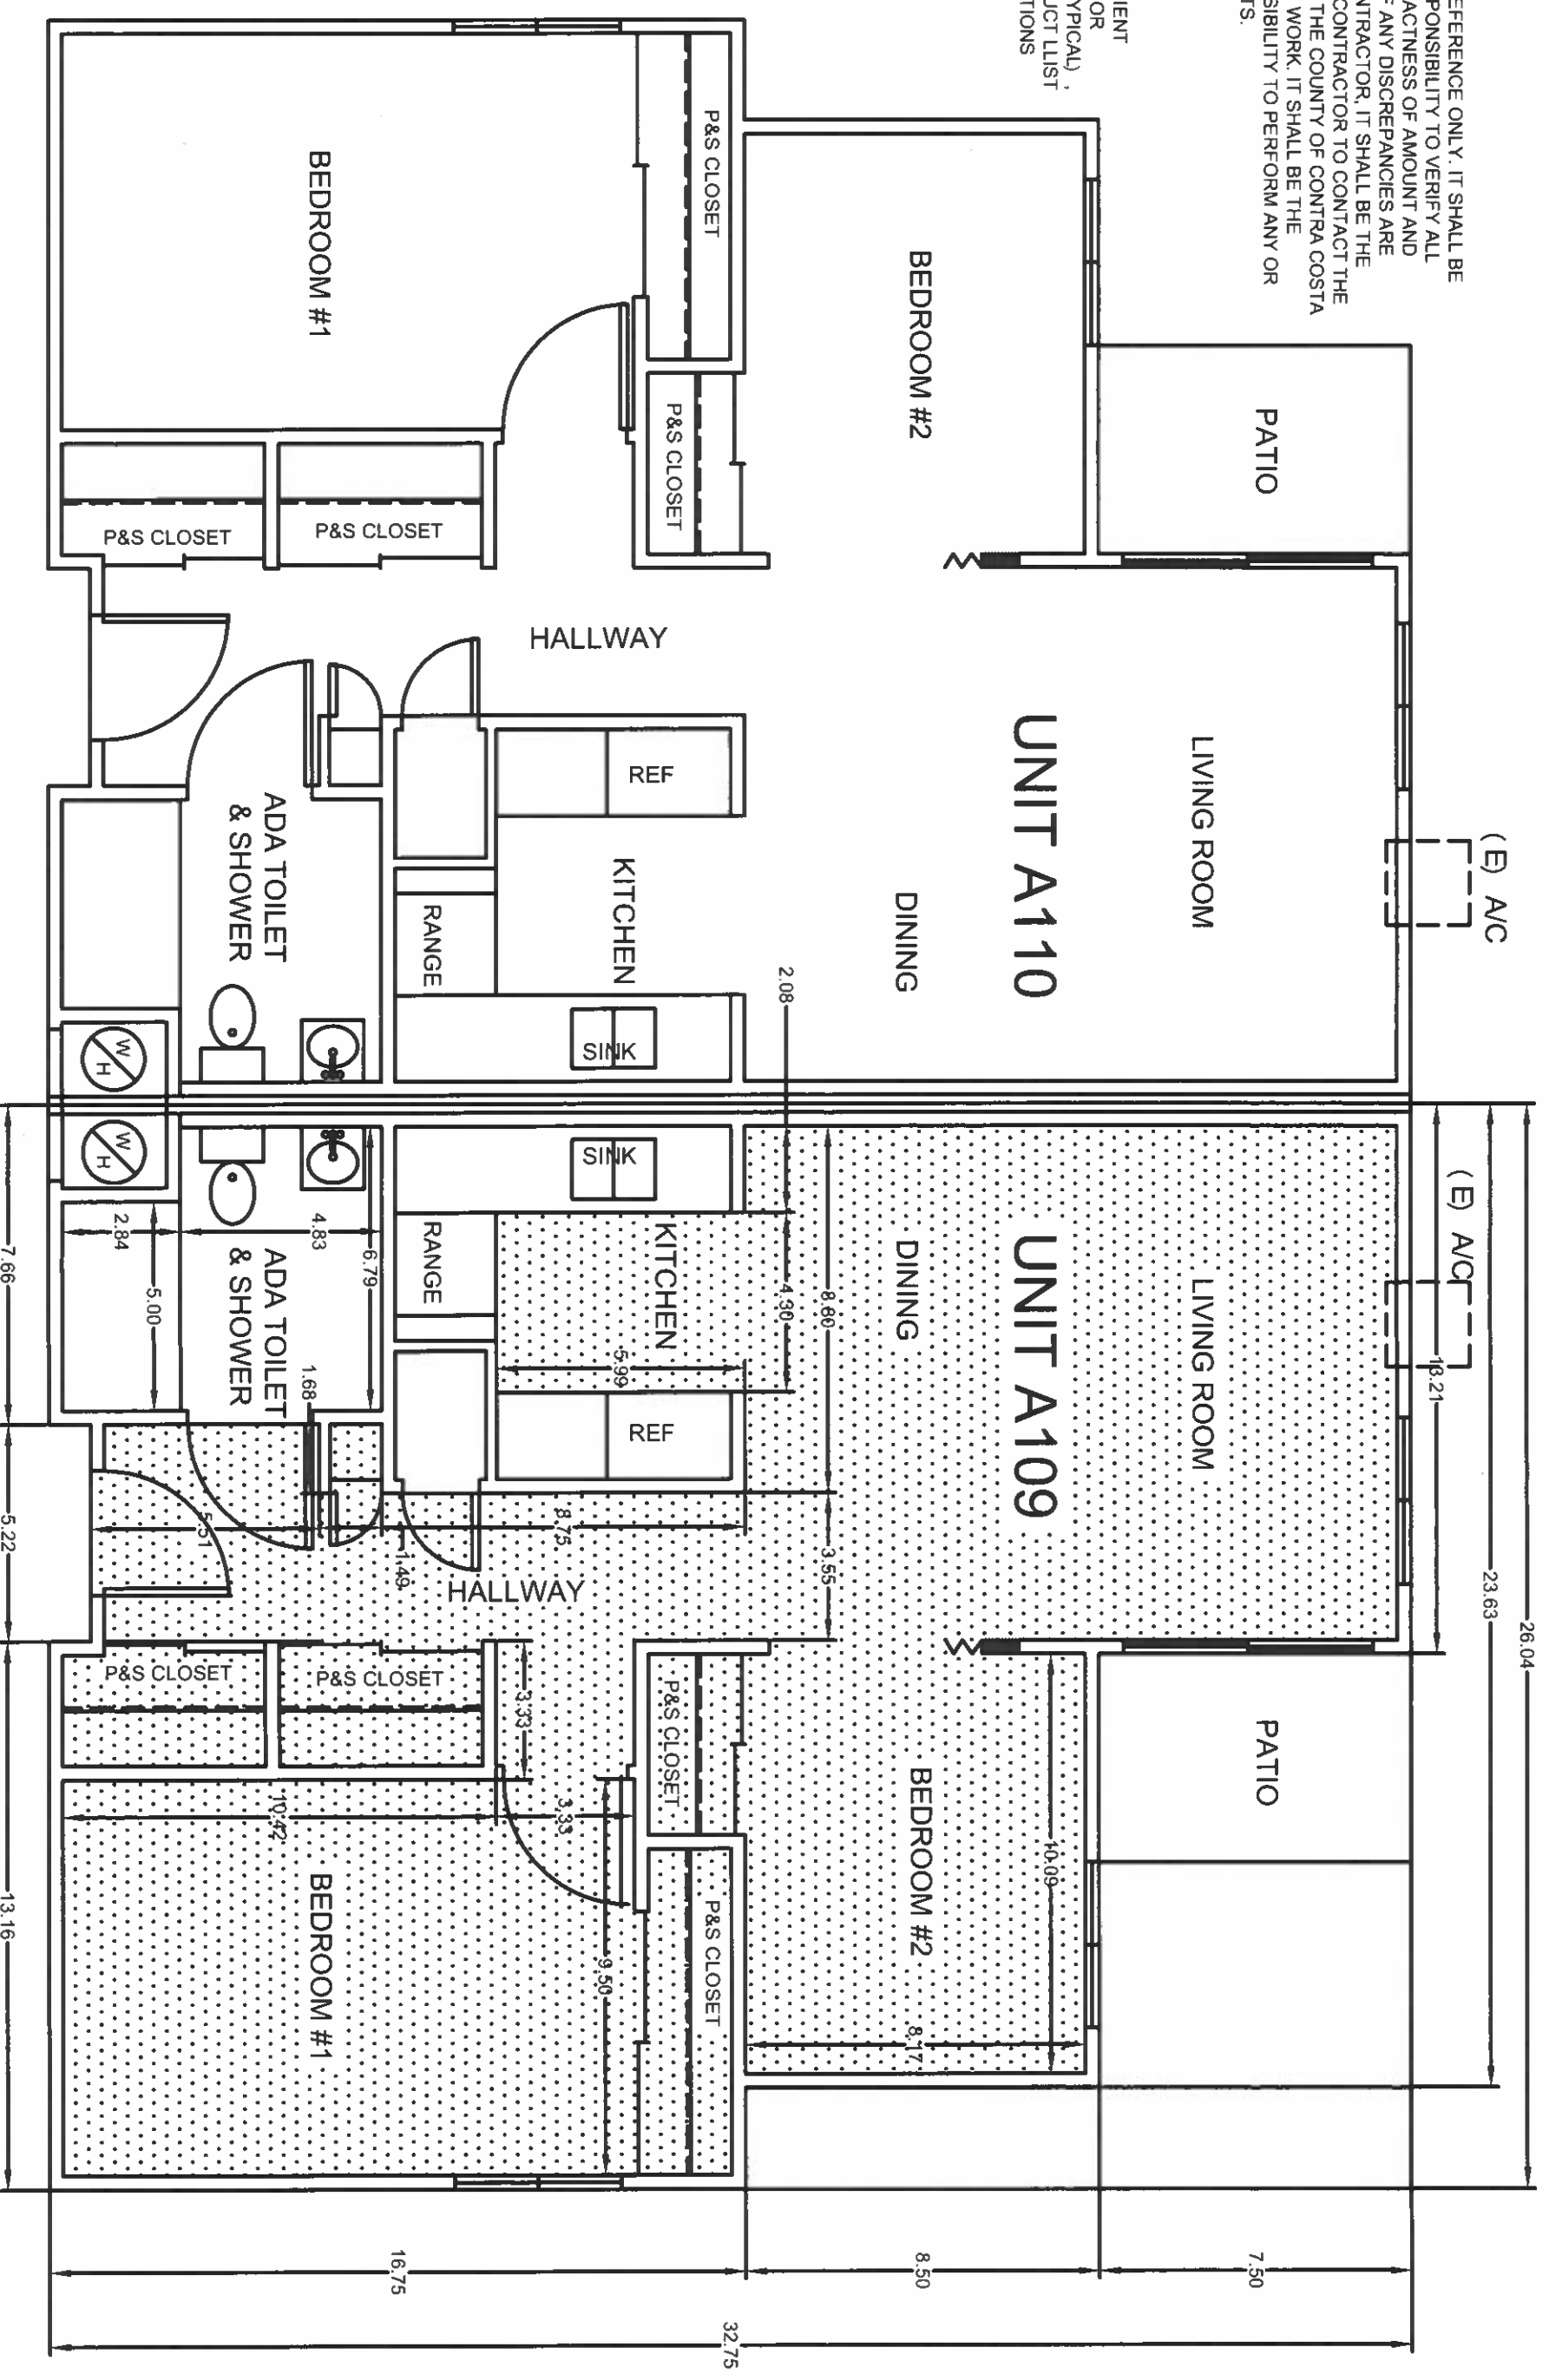 EFERENCE ONLY. IT SHALL BE
PONSIBILITY TO VERIFY ALL
ACTNESS OF AMOUNT AND
F ANY DISCREPANCIES ARE
NTRACTOR, IT SHALL BE THE
CONTRACTOR TO CONTACT THE
THE COUNTY OF CONTRA COSTA
WORK. IT SHALL BE THE
SIBILITY TO PERFORM ANY OR
TS.
IENT
OR
YPICAL) ,
UCT LLIST
TIONS
(E) A/C
PATIO
LIVING ROOM
UNIT A110
BEDROOM #2
DINING
P&S CLOSET
P&S CLOSET
HALLWAY
REF
KITCHEN
SINK
RANGE
BEDROOM #1
P&S CLOSET
P&S CLOSET
ADA TOILET
& SHOWER
W
H
26.04
23.63
13.21
(E) A/C
LIVING ROOM
PATIO
UNIT A109
DINING
BEDROOM #2
10.09
8.17
8.80
3.55
2.08
4.30
KITCHEN
5.99
SINK
REF
RANGE
8.75
HALLWAY
1.49
P&S CLOSET
P&S CLOSET
9.50
3.33
3.33
6.79
4.83
1.68
ADA TOILET
& SHOWER
5.00
2.84
W
H
5.51
P&S CLOSET
P&S CLOSET
10.42
BEDROOM #1
7.66
5.22
13.16
7.50
8.50
16.75
32.75